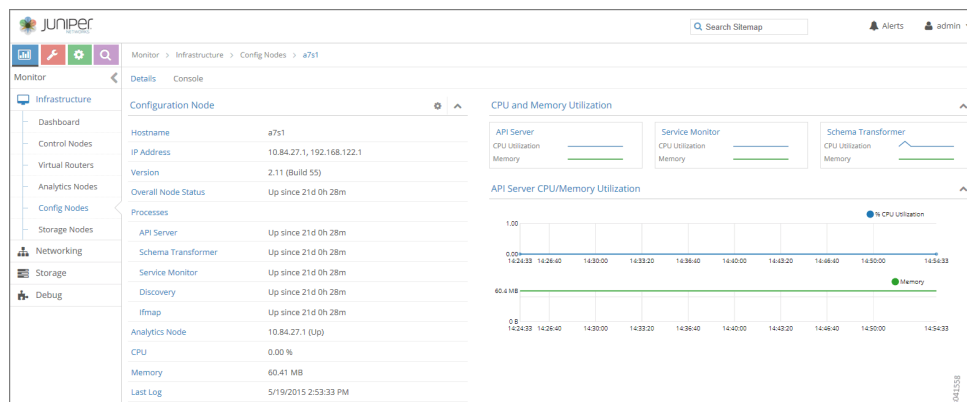 JUNIPER
NETWORKS
Search Sitemap
Alerts
admin
Monitor > Infrastructure > Config Nodes > a7s1
Monitor
Details Console
Infrastructure
Dashboard
Control Nodes
Virtual Routers
Analytics Nodes
Config Nodes
Storage Nodes
Networking
Storage
Debug
Configuration Node
Hostname a7s1
IP Address 10.84.27.1, 192.168.122.1
Version 2.11 (Build 55)
Overall Node Status Up since 21d 0h 28m
Processes
API Server Up since 21d 0h 28m
Schema Transformer Up since 21d 0h 28m
Service Monitor Up since 21d 0h 28m
Discovery Up since 21d 0h 28m
Ifmap Up since 21d 0h 28m
Analytics Node 10.84.27.1 (Up)
CPU 0.00 %
Memory 60.41 MB
Last Log 5/19/2015 2:53:33 PM
CPU and Memory Utilization
API Server
CPU Utilization
Memory
Service Monitor
CPU Utilization
Memory
Schema Transformer
CPU Utilization
Memory
API Server CPU/Memory Utilization
% CPU Utilization
1.00
0.00
14:24:33 14:26:40 14:30:00 14:33:20 14:36:40 14:40:00 14:43:20 14:46:40 14:50:00 14:54:33
Memory
60.4 MB
0 B
14:24:33 14:26:40 14:30:00 14:33:20 14:36:40 14:40:00 14:43:20 14:46:40 14:50:00 14:54:33
s041558